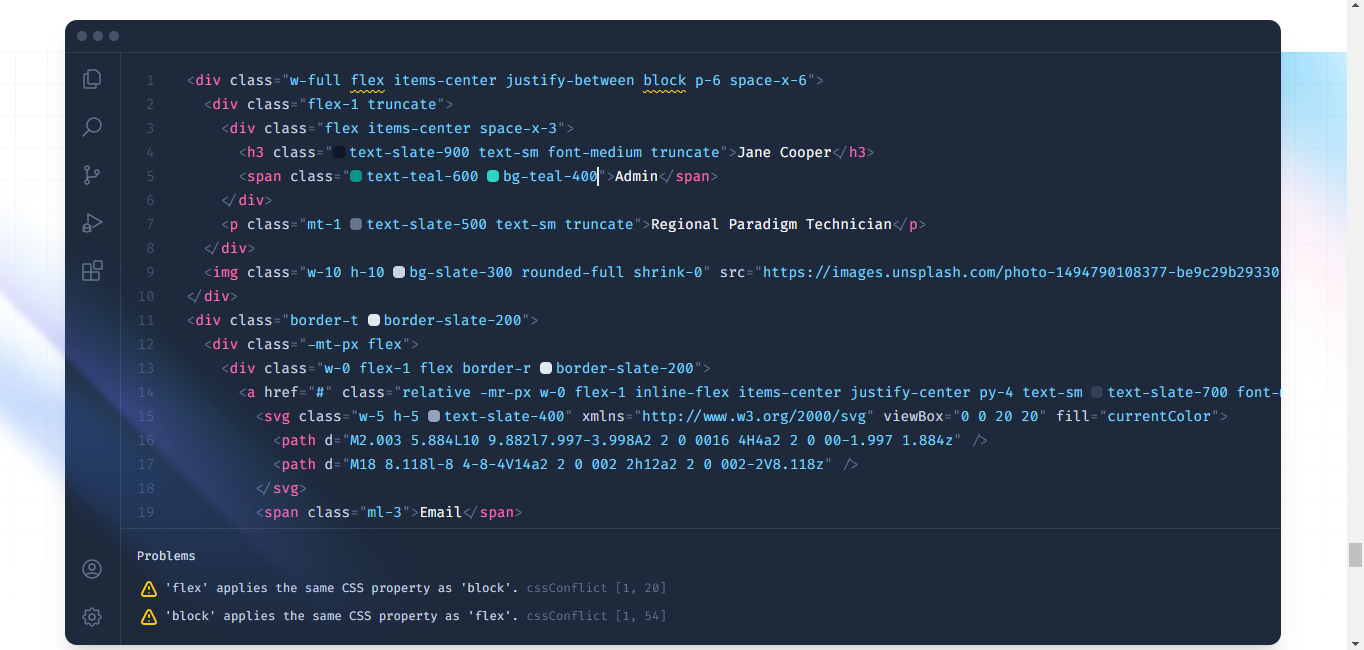 1 <div class="w-full flex items-center justify-between block p-6 space-x-6">
2 <div class="flex-1 truncate">
3 <div class="flex items-center space-x-3">
4 <h3 class="text-slate-900 text-sm font-medium truncate">Jane Cooper</h3>
5 <span class="text-teal-600 bg-teal-400">Admin</span>
6 </div>
7 <p class="mt-1 text-slate-500 text-sm truncate">Regional Paradigm Technician</p>
8 </div>
9 <img class="w-10 h-10 bg-slate-300 rounded-full shrink-0" src="https://images.unsplash.com/photo-1494790108377-be9c29b29330
10 </div>
11 <div class="border-t border-slate-200">
12 <div class="-mt-px flex">
13 <div class="w-0 flex-1 flex border-r border-slate-200">
14 <a href="#" class="relative -mr-px w-0 flex-1 inline-flex items-center justify-center py-4 text-sm text-slate-700 font-
15 <svg class="w-5 h-5 text-slate-400" xmlns="http://www.w3.org/2000/svg" viewBox="0 0 20 20" fill="currentColor">
16 <path d="M2.003 5.884L10 9.882l7.997-3.998A2 2 0 0016 4H4a2 2 0 00-1.997 1.884z" />
17 <path d="M18 8.118l-8 4-8-4V14a2 2 0 002 2h12a2 2 0 002-2V8.118z" />
18 </svg>
19 <span class="ml-3">Email</span>
Problems
'flex' applies the same CSS property as 'block'. cssConflict [1, 20]
'block' applies the same CSS property as 'flex'. cssConflict [1, 54]